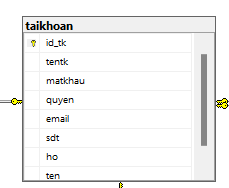 taikhoan
id_tk
tentk
matkhau
quyen
email
sdt
ho
ten